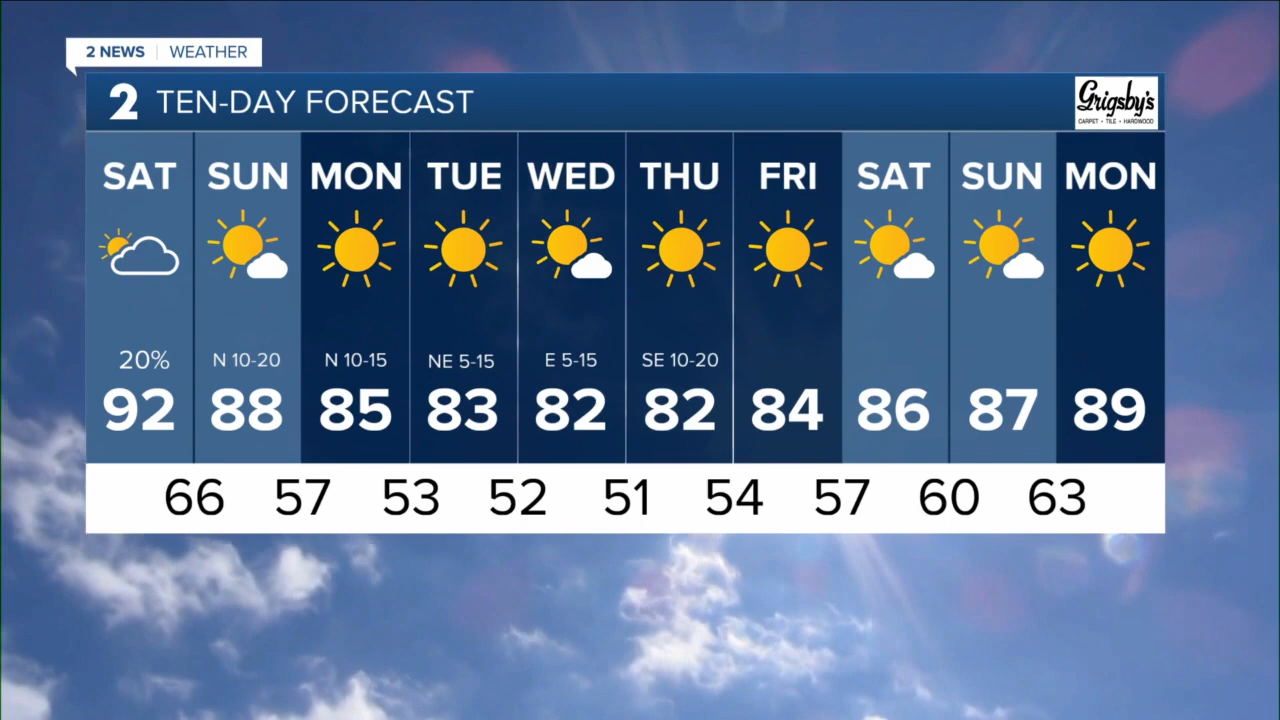 2 NEWS | WEATHER
2 TEN-DAY FORECAST
Grigsby's
CARPET • TILE • HARDWOOD
SAT SUN MON TUE WED THU FRI SAT SUN MON
20% N 10-20 N 10-15 NE 5-15 E 5-15 SE 10-20
92 88 85 83 82 82 84 86 87 89
66 57 53 52 51 54 57 60 63